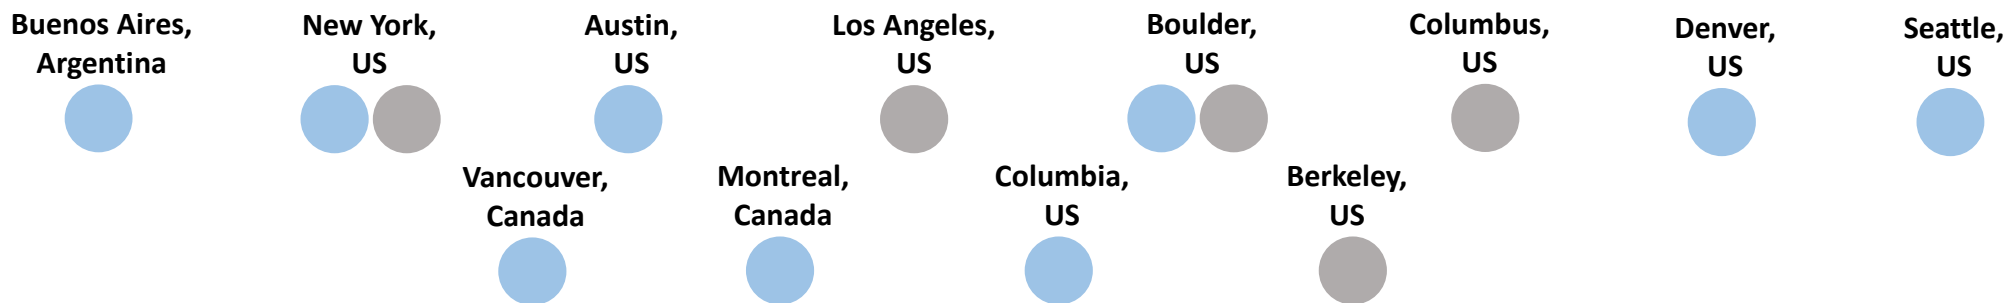 Buenos Aires,
Argentina
New York,
US
Austin,
US
Los Angeles,
US
Boulder,
US
Columbus,
US
Denver,
US
Seattle,
US
Vancouver,
Canada
Montreal,
Canada
Columbia,
US
Berkeley,
US